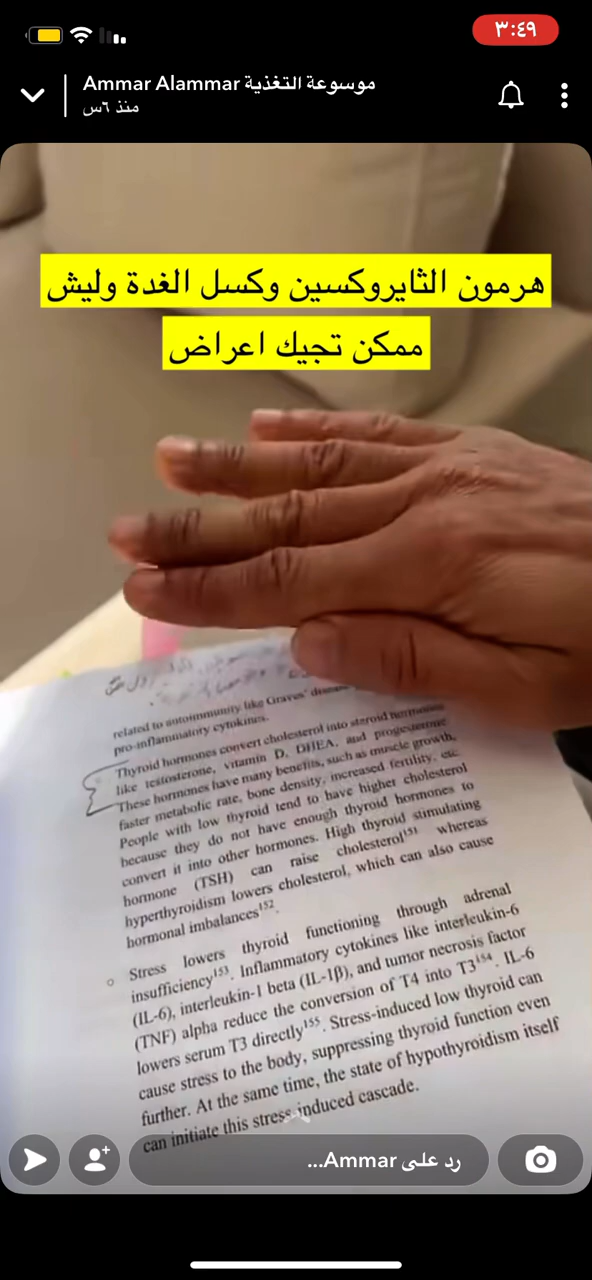 ٣:٤٩
موسوعة التغذية Ammar Alammar
منذ ٦س
هرمون الثايروكسين وكسل الغدة وليش
ممكن تجيك اعراض
related to autoimmunity like Graves' disease
pro-inflammatory cytokines.
Thyroid hormones convert cholesterol into steroid hormones
like testosterone, vitamin D, DHEA, and progesterone
These hormones have many benefits, such as muscle growth,
faster metabolic rate, bone density, increased fertility, etc.
People with low thyroid tend to have higher cholesterol
because they do not have enough thyroid hormones to
convert it into other hormones. High thyroid stimulating
hormone (TSH) can raise cholesterol151 whereas
hyperthyroidism lowers cholesterol, which can also cause
hormonal imbalances152.
o Stress lowers thyroid functioning through adrenal
insufficiency153. Inflammatory cytokines like interleukin-6
(IL-6), interleukin-1 beta (IL-1β), and tumor necrosis factor
(TNF) alpha reduce the conversion of T4 into T3154. IL-6
lowers serum T3 directly155. Stress-induced low thyroid can
cause stress to the body, suppressing thyroid function even
further. At the same time, the state of hypothyroidism itself
can initiate this stress-induced cascade.
رد على Ammar...